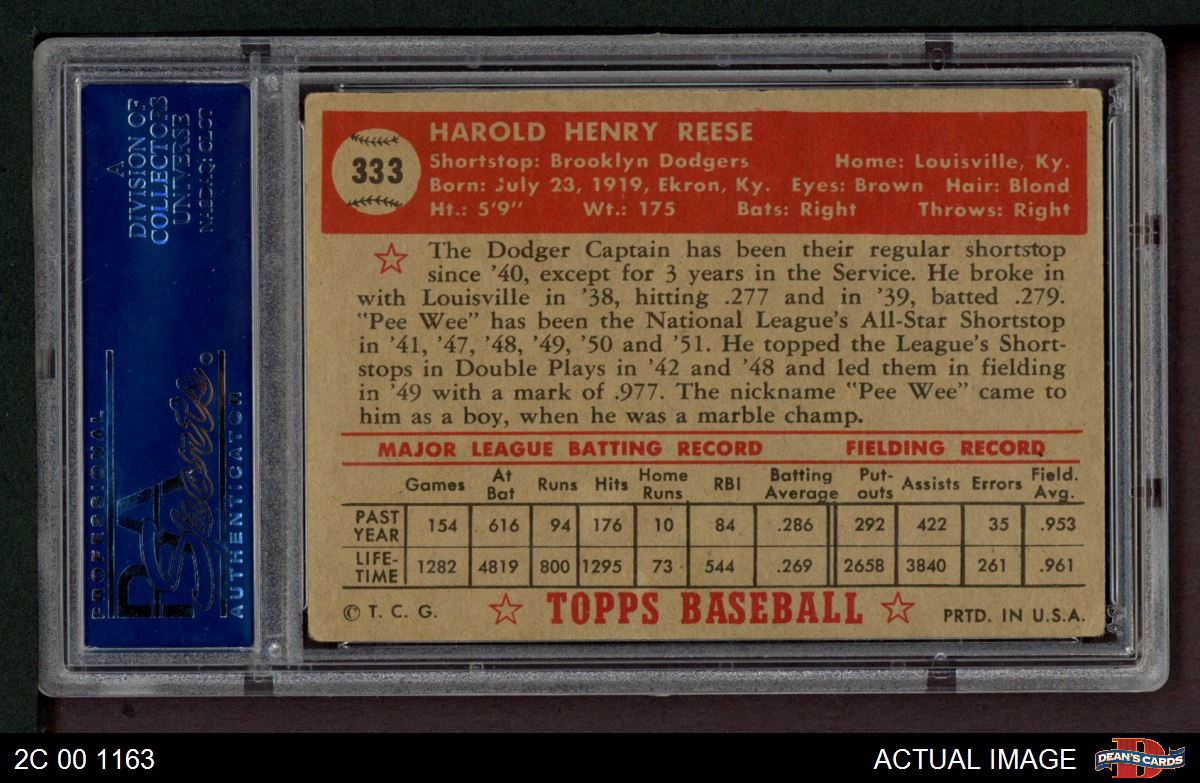 A
DIVISION OF
COLLECTORS
UNIVERSE
NASDAQ: CLCT
PROFESSIONAL
PSA
Sports
AUTHENTICATOR
333
HAROLD HENRY REESE
Shortstop: Brooklyn Dodgers Home: Louisville, Ky.
Born: July 23, 1919, Ekron, Ky. Eyes: Brown Hair: Blond
Ht.: 5'9" Wt.: 175 Bats: Right Throws: Right
The Dodger Captain has been their regular shortstop
since '40, except for 3 years in the Service. He broke in
with Louisville in '38, hitting .277 and in '39, batted .279.
"Pee Wee" has been the National League's All-Star Shortstop
in '41, '47, '48, '49, '50 and '51. He topped the League's Short-
stops in Double Plays in '42 and '48 and led them in fielding
in '49 with a mark of .977. The nickname "Pee Wee" came to
him as a boy, when he was a marble champ.
MAJOR LEAGUE BATTING RECORD FIELDING RECORD
Games At Bat Runs Hits Home Runs RBI Batting Average Put-outs Assists Errors Field. Avg.
PAST YEAR 154 616 94 176 10 84 .286 292 422 35 .953
LIFE-TIME 1282 4819 800 1295 73 544 .269 2658 3840 261 .961
© T. C. G. TOPPS BASEBALL PRTD. IN U.S.A.
2C 00 1163 ACTUAL IMAGE DEAN'S CARDS